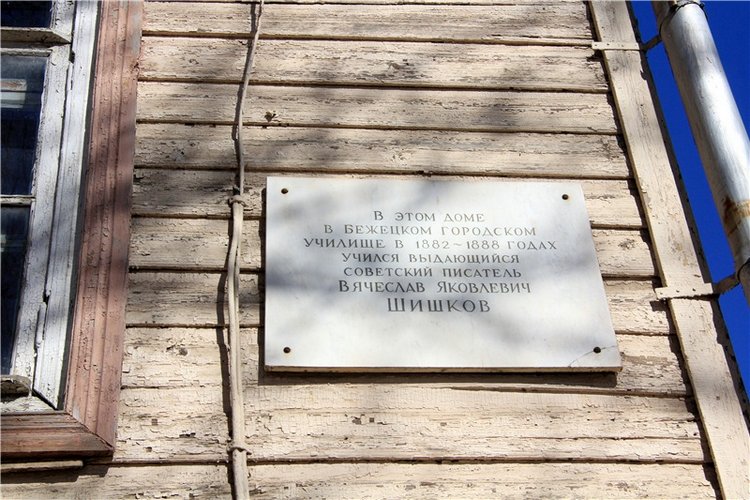 В этом доме
в Бежецком городском
училище в 1882~1888 годах
учился выдающийся
советский писатель
Вячеслав Яковлевич
Шишков